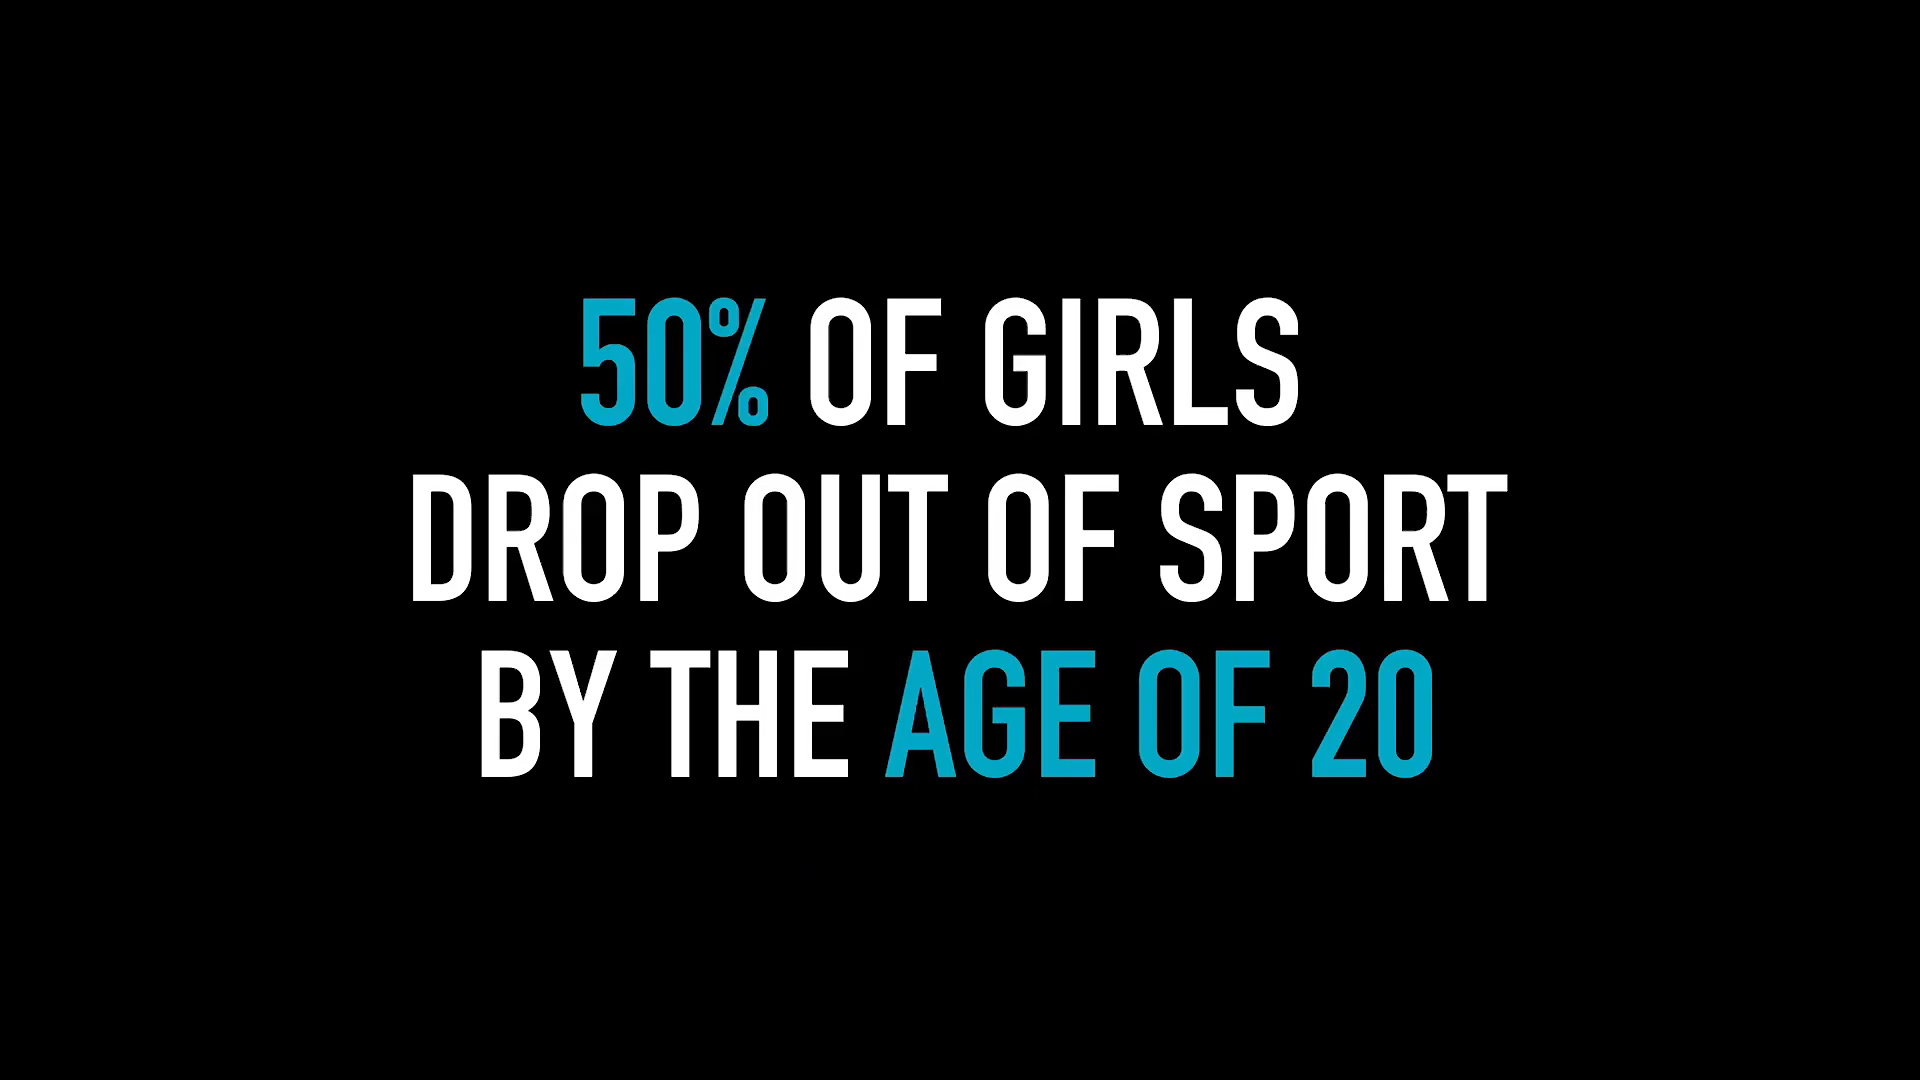 50% OF GIRLS
DROP OUT OF SPORT
BY THE AGE OF 20